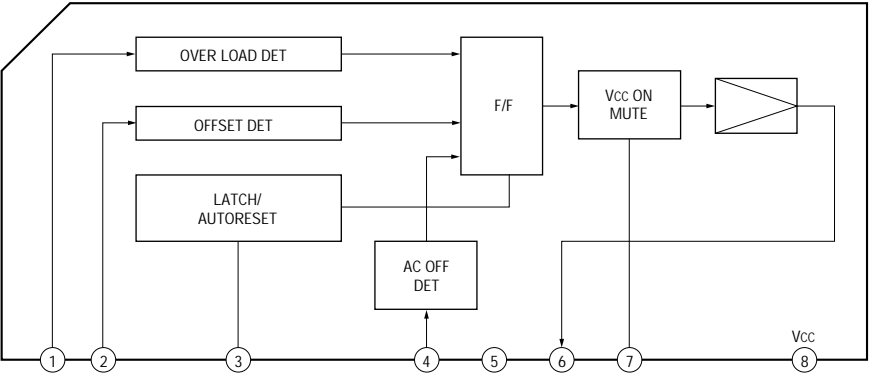 OVER LOAD DET
OFFSET DET
LATCH/
AUTORESET
F/F
VCC ON
MUTE
AC OFF
DET
VCC
1 2 3 4 5 6 7 8